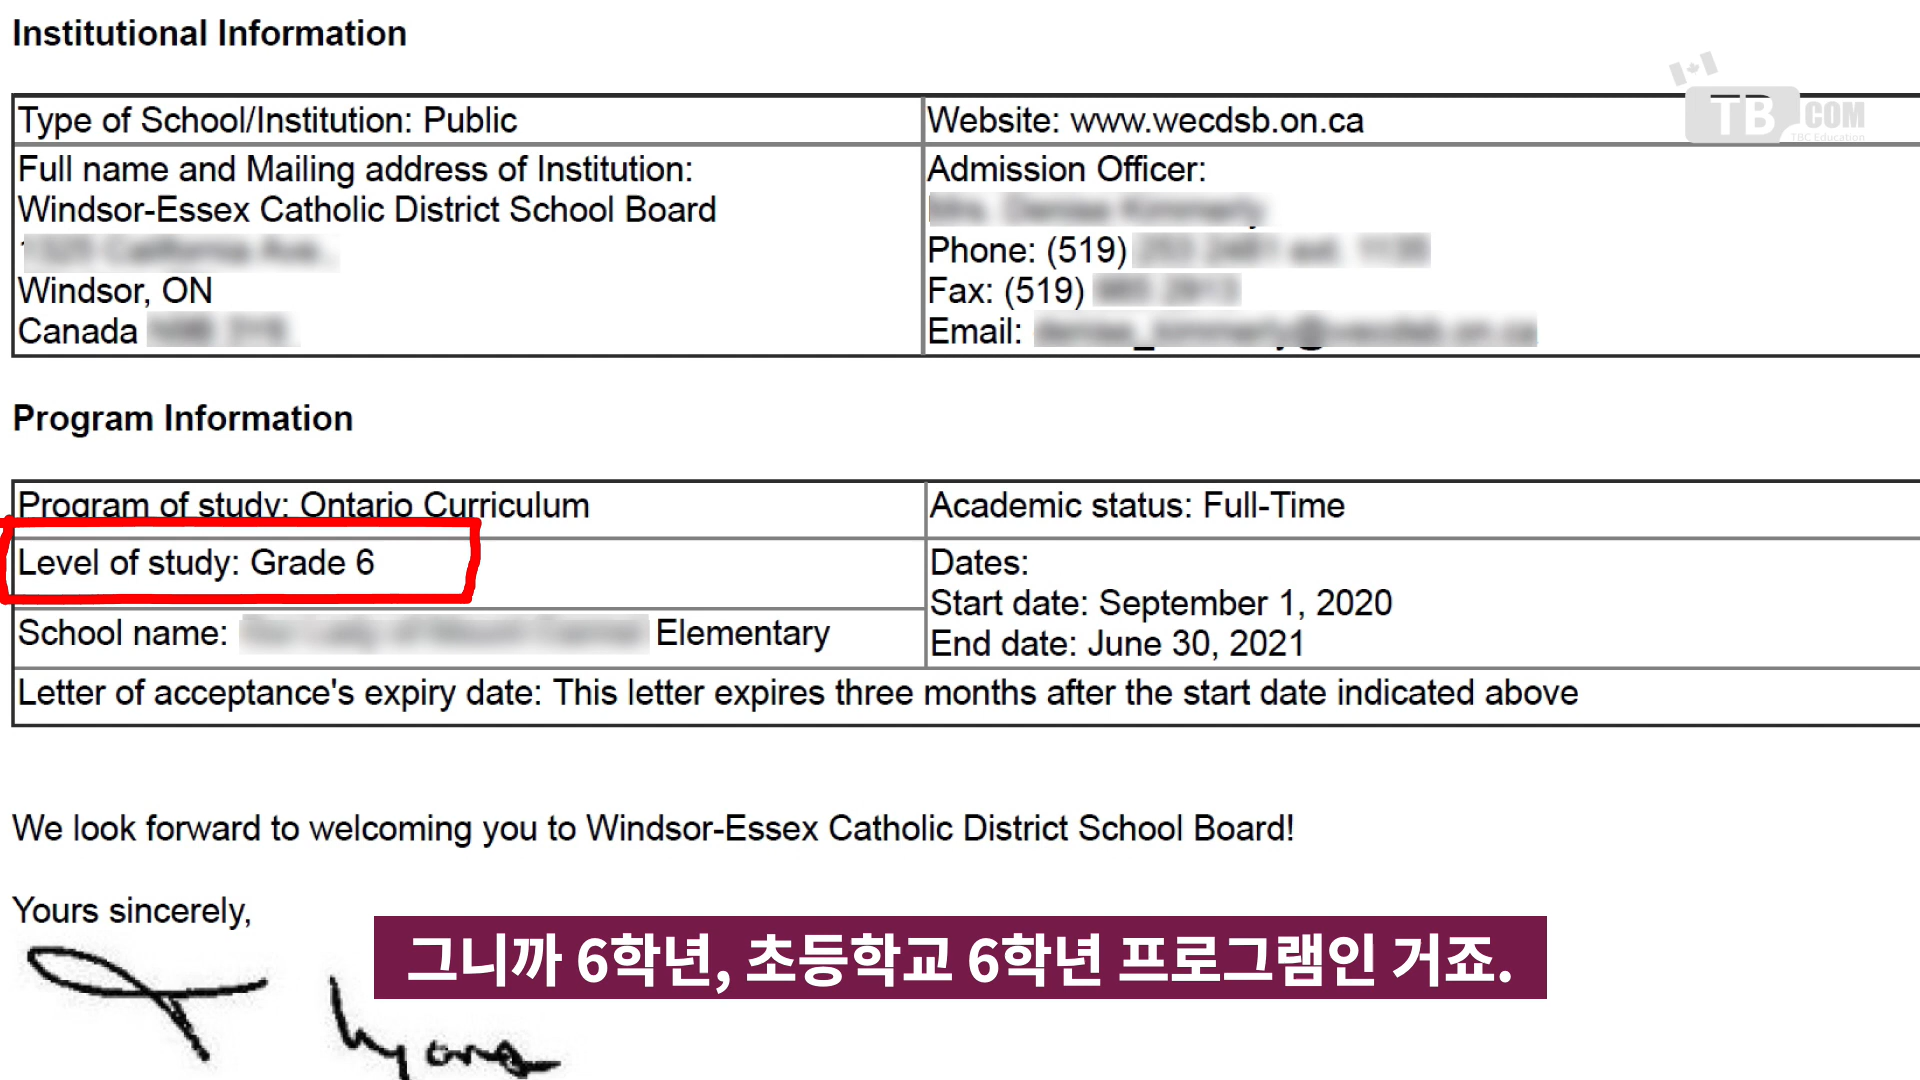 Institutional Information
TB COM
TBC Education
Type of School/Institution: Public
Website: www.wecdsb.on.ca
Full name and Mailing address of Institution:
Windsor-Essex Catholic District School Board
Windsor, ON
Canada
Admission Officer:
Phone: (519)
Fax: (519)
Email:
Program Information
Program of study: Ontario Curriculum
Academic status: Full-Time
Level of study: Grade 6
Dates:
Start date: September 1, 2020
End date: June 30, 2021
School name: Elementary
Letter of acceptance's expiry date: This letter expires three months after the start date indicated above
We look forward to welcoming you to Windsor-Essex Catholic District School Board!
Yours sincerely,
그니까 6학년, 초등학교 6학년 프로그램인 거죠.